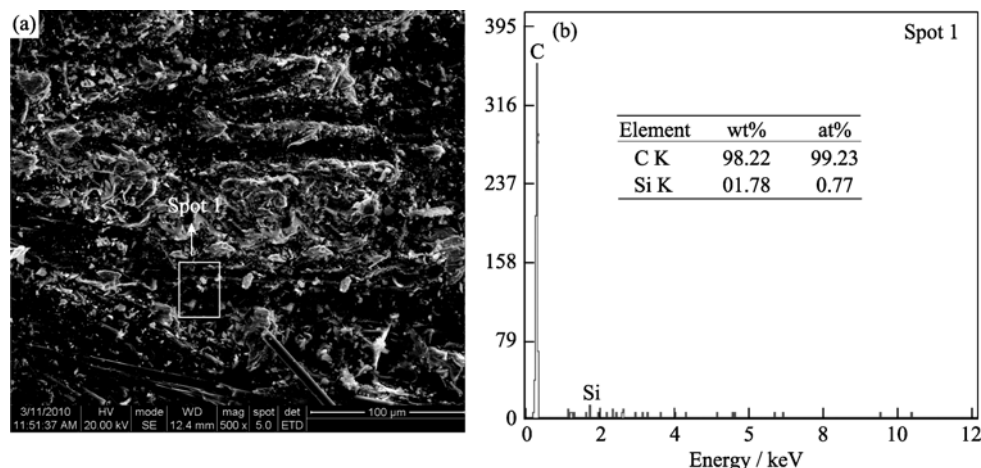 (a)
Spot 1
3/11/2010 HV mode WD mag spot det 100 µm
11:51:37 AM 20.00 kV SE 12.4 mm 500 x 5.0 ETD
(b)
Spot 1
C
Element wt% at%
C K 98.22 99.23
Si K 01.78 0.77
Si
395
316
237
158
79
0
0 2 4 6 8 10 12
Energy / keV